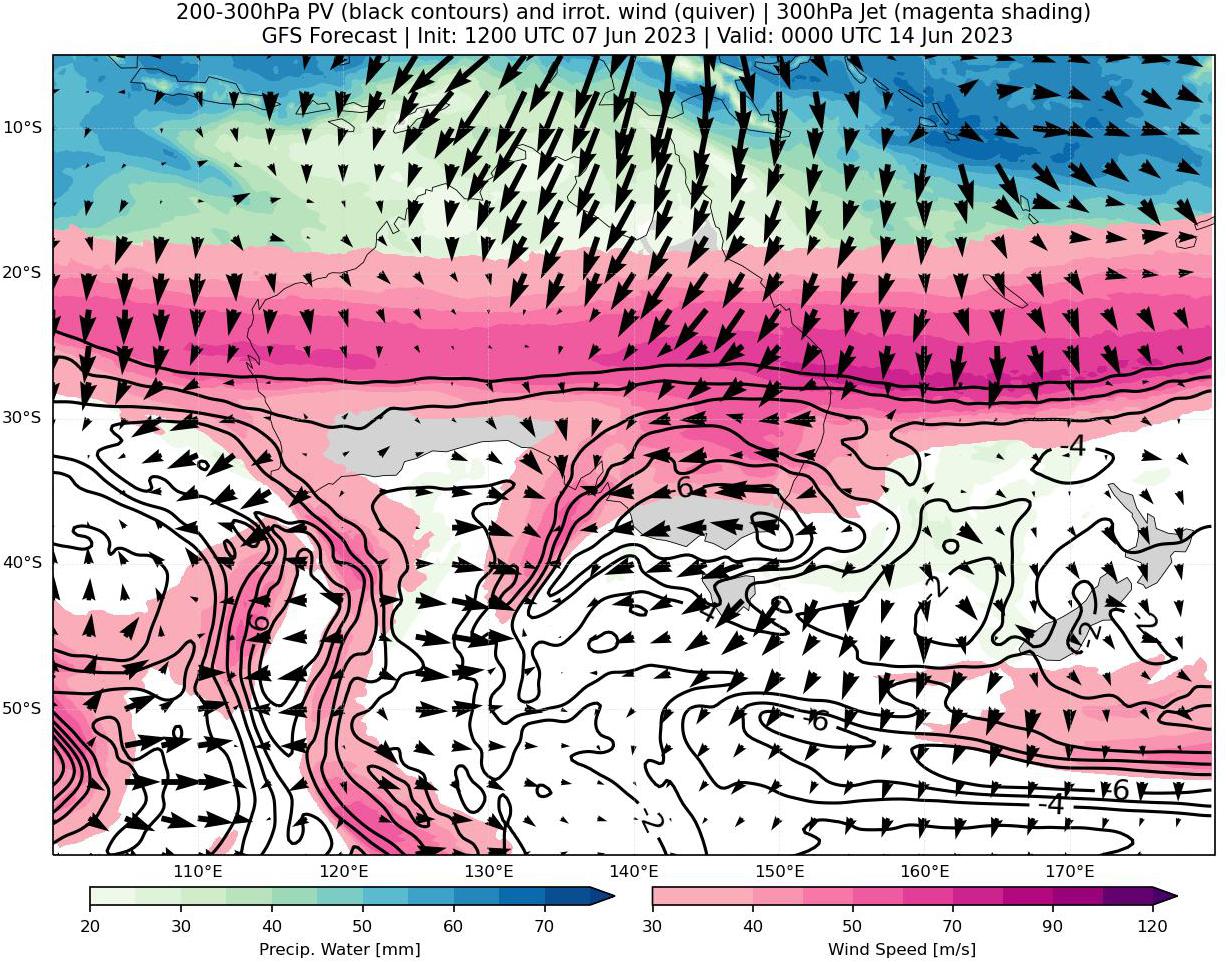 200-300hPa PV (black contours) and irrot. wind (quiver) | 300hPa Jet (magenta shading)
GFS Forecast | Init: 1200 UTC 07 Jun 2023 | Valid: 0000 UTC 14 Jun 2023
10°S
20°S
30°S
-4
-6
40°S
-2
-4
-2
-2
6
50°S
-6
-6
-4
-2
110°E 120°E 130°E 140°E 150°E 160°E 170°E
20 30 40 50 60 70
30 40 50 70 90 120
Precip. Water [mm]
Wind Speed [m/s]